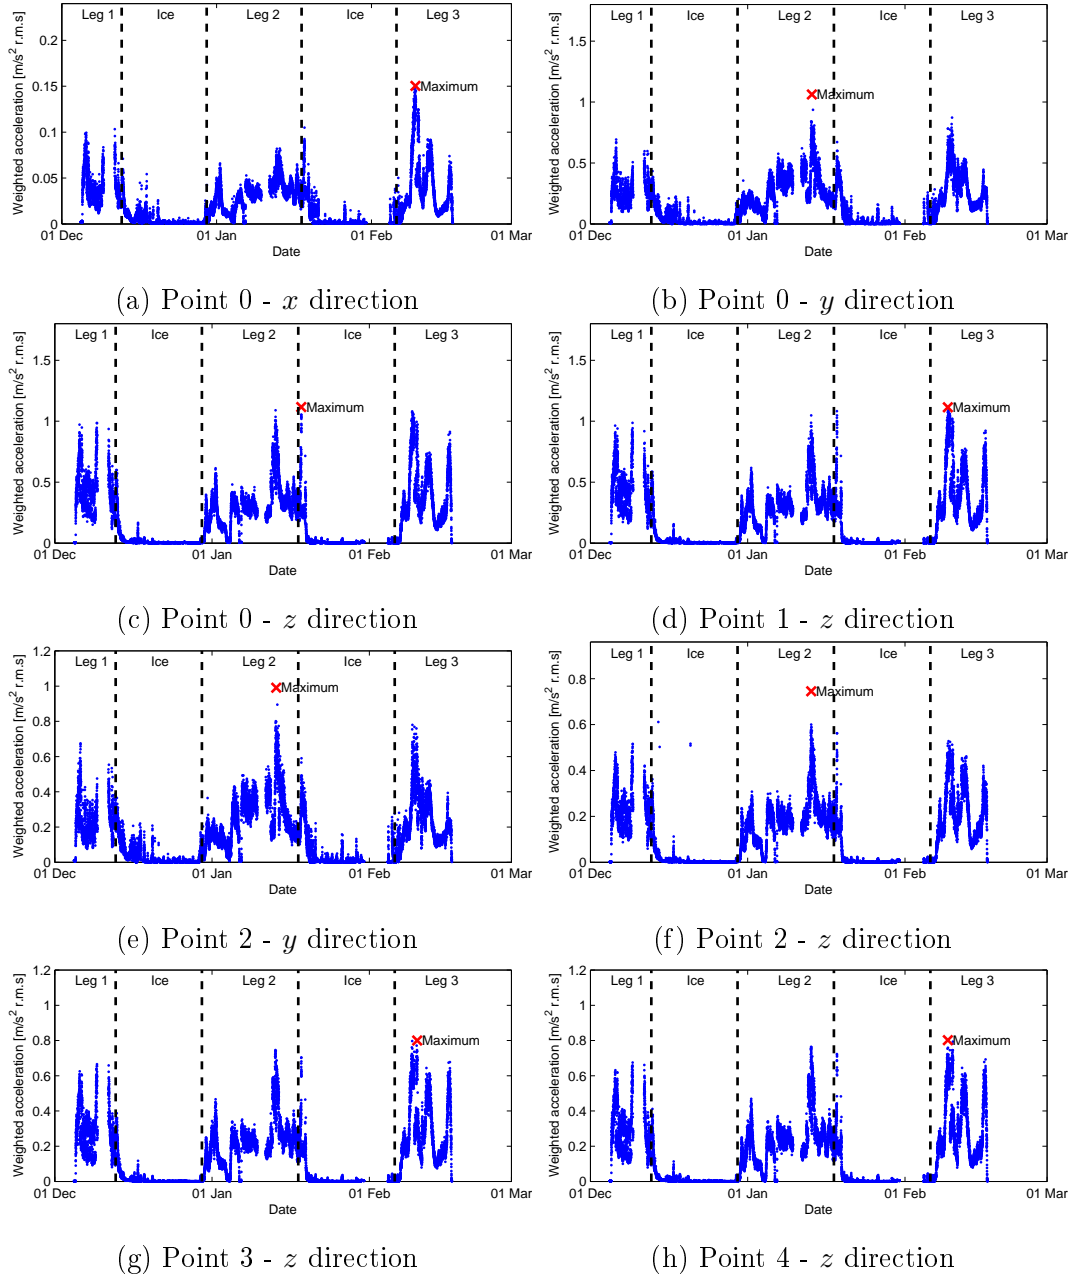 Leg 1 Ice Leg 2 Ice Leg 3
Weighted acceleration [m/s² r.m.s]
0.2
0.15
0.1
0.05
0
Maximum
01 Dec 01 Jan 01 Feb 01 Mar
Date
(a) Point 0 - x direction
Leg 1 Ice Leg 2 Ice Leg 3
Weighted acceleration [m/s² r.m.s]
1.5
1
0.5
0
Maximum
01 Dec 01 Jan 01 Feb 01 Mar
Date
(b) Point 0 - y direction
Leg 1 Ice Leg 2 Ice Leg 3
Weighted acceleration [m/s² r.m.s]
1.5
1
0.5
0
Maximum
01 Dec 01 Jan 01 Feb 01 Mar
Date
(c) Point 0 - z direction
Leg 1 Ice Leg 2 Ice Leg 3
Weighted acceleration [m/s² r.m.s]
1.5
1
0.5
0
Maximum
01 Dec 01 Jan 01 Feb 01 Mar
Date
(d) Point 1 - z direction
Leg 1 Ice Leg 2 Ice Leg 3
Weighted acceleration [m/s² r.m.s]
1.2
1
0.8
0.6
0.4
0.2
0
Maximum
01 Dec 01 Jan 01 Feb 01 Mar
Date
(e) Point 2 - y direction
Leg 1 Ice Leg 2 Ice Leg 3
Weighted acceleration [m/s² r.m.s]
0.8
0.6
0.4
0.2
0
Maximum
01 Dec 01 Jan 01 Feb 01 Mar
Date
(f) Point 2 - z direction
Leg 1 Ice Leg 2 Ice Leg 3
Weighted acceleration [m/s² r.m.s]
1.2
1
0.8
0.6
0.4
0.2
0
Maximum
01 Dec 01 Jan 01 Feb 01 Mar
Date
(g) Point 3 - z direction
Leg 1 Ice Leg 2 Ice Leg 3
Weighted acceleration [m/s² r.m.s]
1.2
1
0.8
0.6
0.4
0.2
0
Maximum
01 Dec 01 Jan 01 Feb 01 Mar
Date
(h) Point 4 - z direction